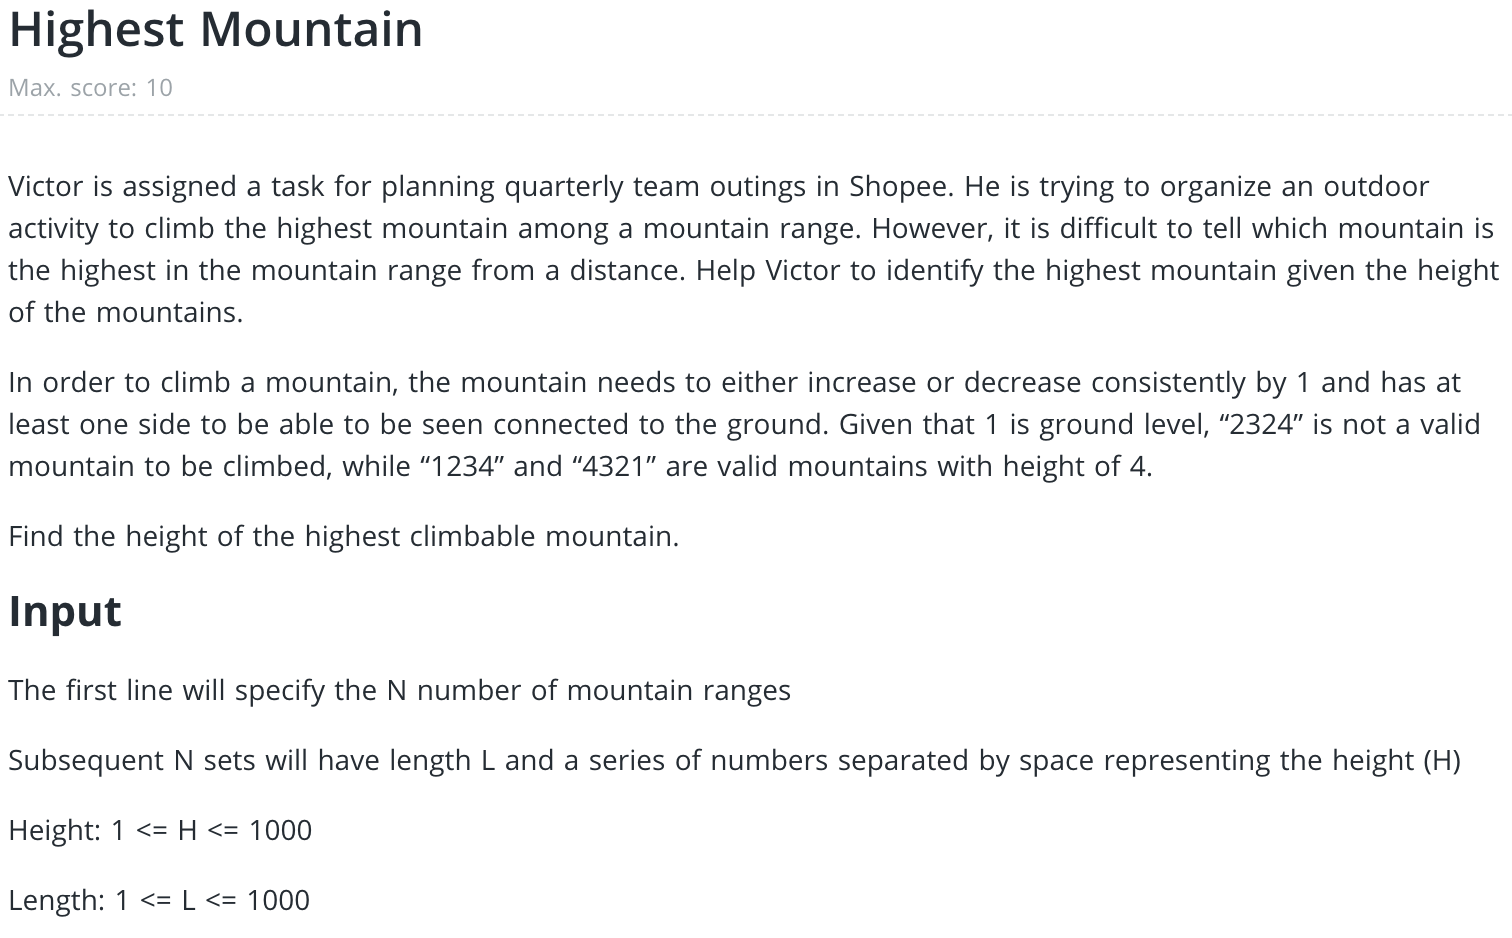 Highest Mountain
Max. score: 10
Victor is assigned a task for planning quarterly team outings in Shopee. He is trying to organize an outdoor
activity to climb the highest mountain among a mountain range. However, it is difficult to tell which mountain is
the highest in the mountain range from a distance. Help Victor to identify the highest mountain given the height
of the mountains.
In order to climb a mountain, the mountain needs to either increase or decrease consistently by 1 and has at
least one side to be able to be seen connected to the ground. Given that 1 is ground level, “2324” is not a valid
mountain to be climbed, while “1234” and “4321” are valid mountains with height of 4.
Find the height of the highest climbable mountain.
Input
The first line will specify the N number of mountain ranges
Subsequent N sets will have length L and a series of numbers separated by space representing the height (H)
Height: 1 <= H <= 1000
Length: 1 <= L <= 1000